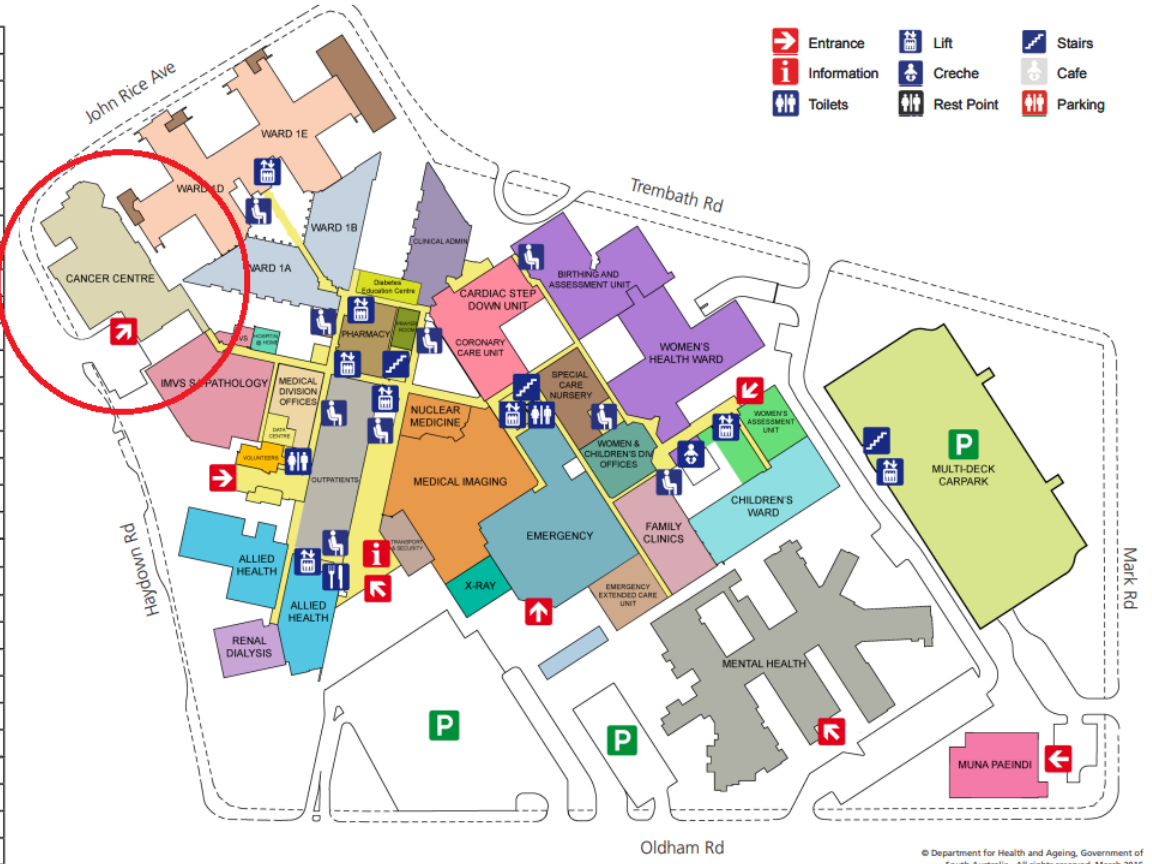 Entrance
Lift
Stairs
Information
Creche
Cafe
Toilets
Rest Point
Parking
John Rice Ave
WARD 1E
WARD 1D
Trembath Rd
WARD 1B
CLINICAL ADMIN
WARD 1A
CANCER CENTRE
BIRTHING AND
ASSESSMENT UNIT
Diabetes
Education Centre
CARDIAC STEP
DOWN UNIT
PHARMACY
PRAYER
ROOM
HOSPITAL
@ HOME
CORONARY
CARE UNIT
WOMEN'S
HEALTH WARD
IMVS SA PATHOLOGY
MEDICAL
DIVISION
OFFICES
SPECIAL
CARE
NURSERY
NUCLEAR
MEDICINE
WOMEN'S
ASSESSMENT
UNIT
DATA
CENTRE
VOLUNTEERS
WOMEN &
CHILDREN'S DIV
OFFICES
P
MULTI-DECK
CARPARK
OUTPATIENTS
MEDICAL IMAGING
CHILDREN'S
WARD
EMERGENCY
FAMILY
CLINICS
TRANSPORT
& SECURITY
Haydown Rd
ALLIED
HEALTH
X-RAY
EMERGENCY
EXTENDED CARE
UNIT
Mark Rd
ALLIED
HEALTH
RENAL
DIALYSIS
MENTAL HEALTH
P
P
MUNA PAEINDI
Oldham Rd
© Department for Health and Ageing, Government of